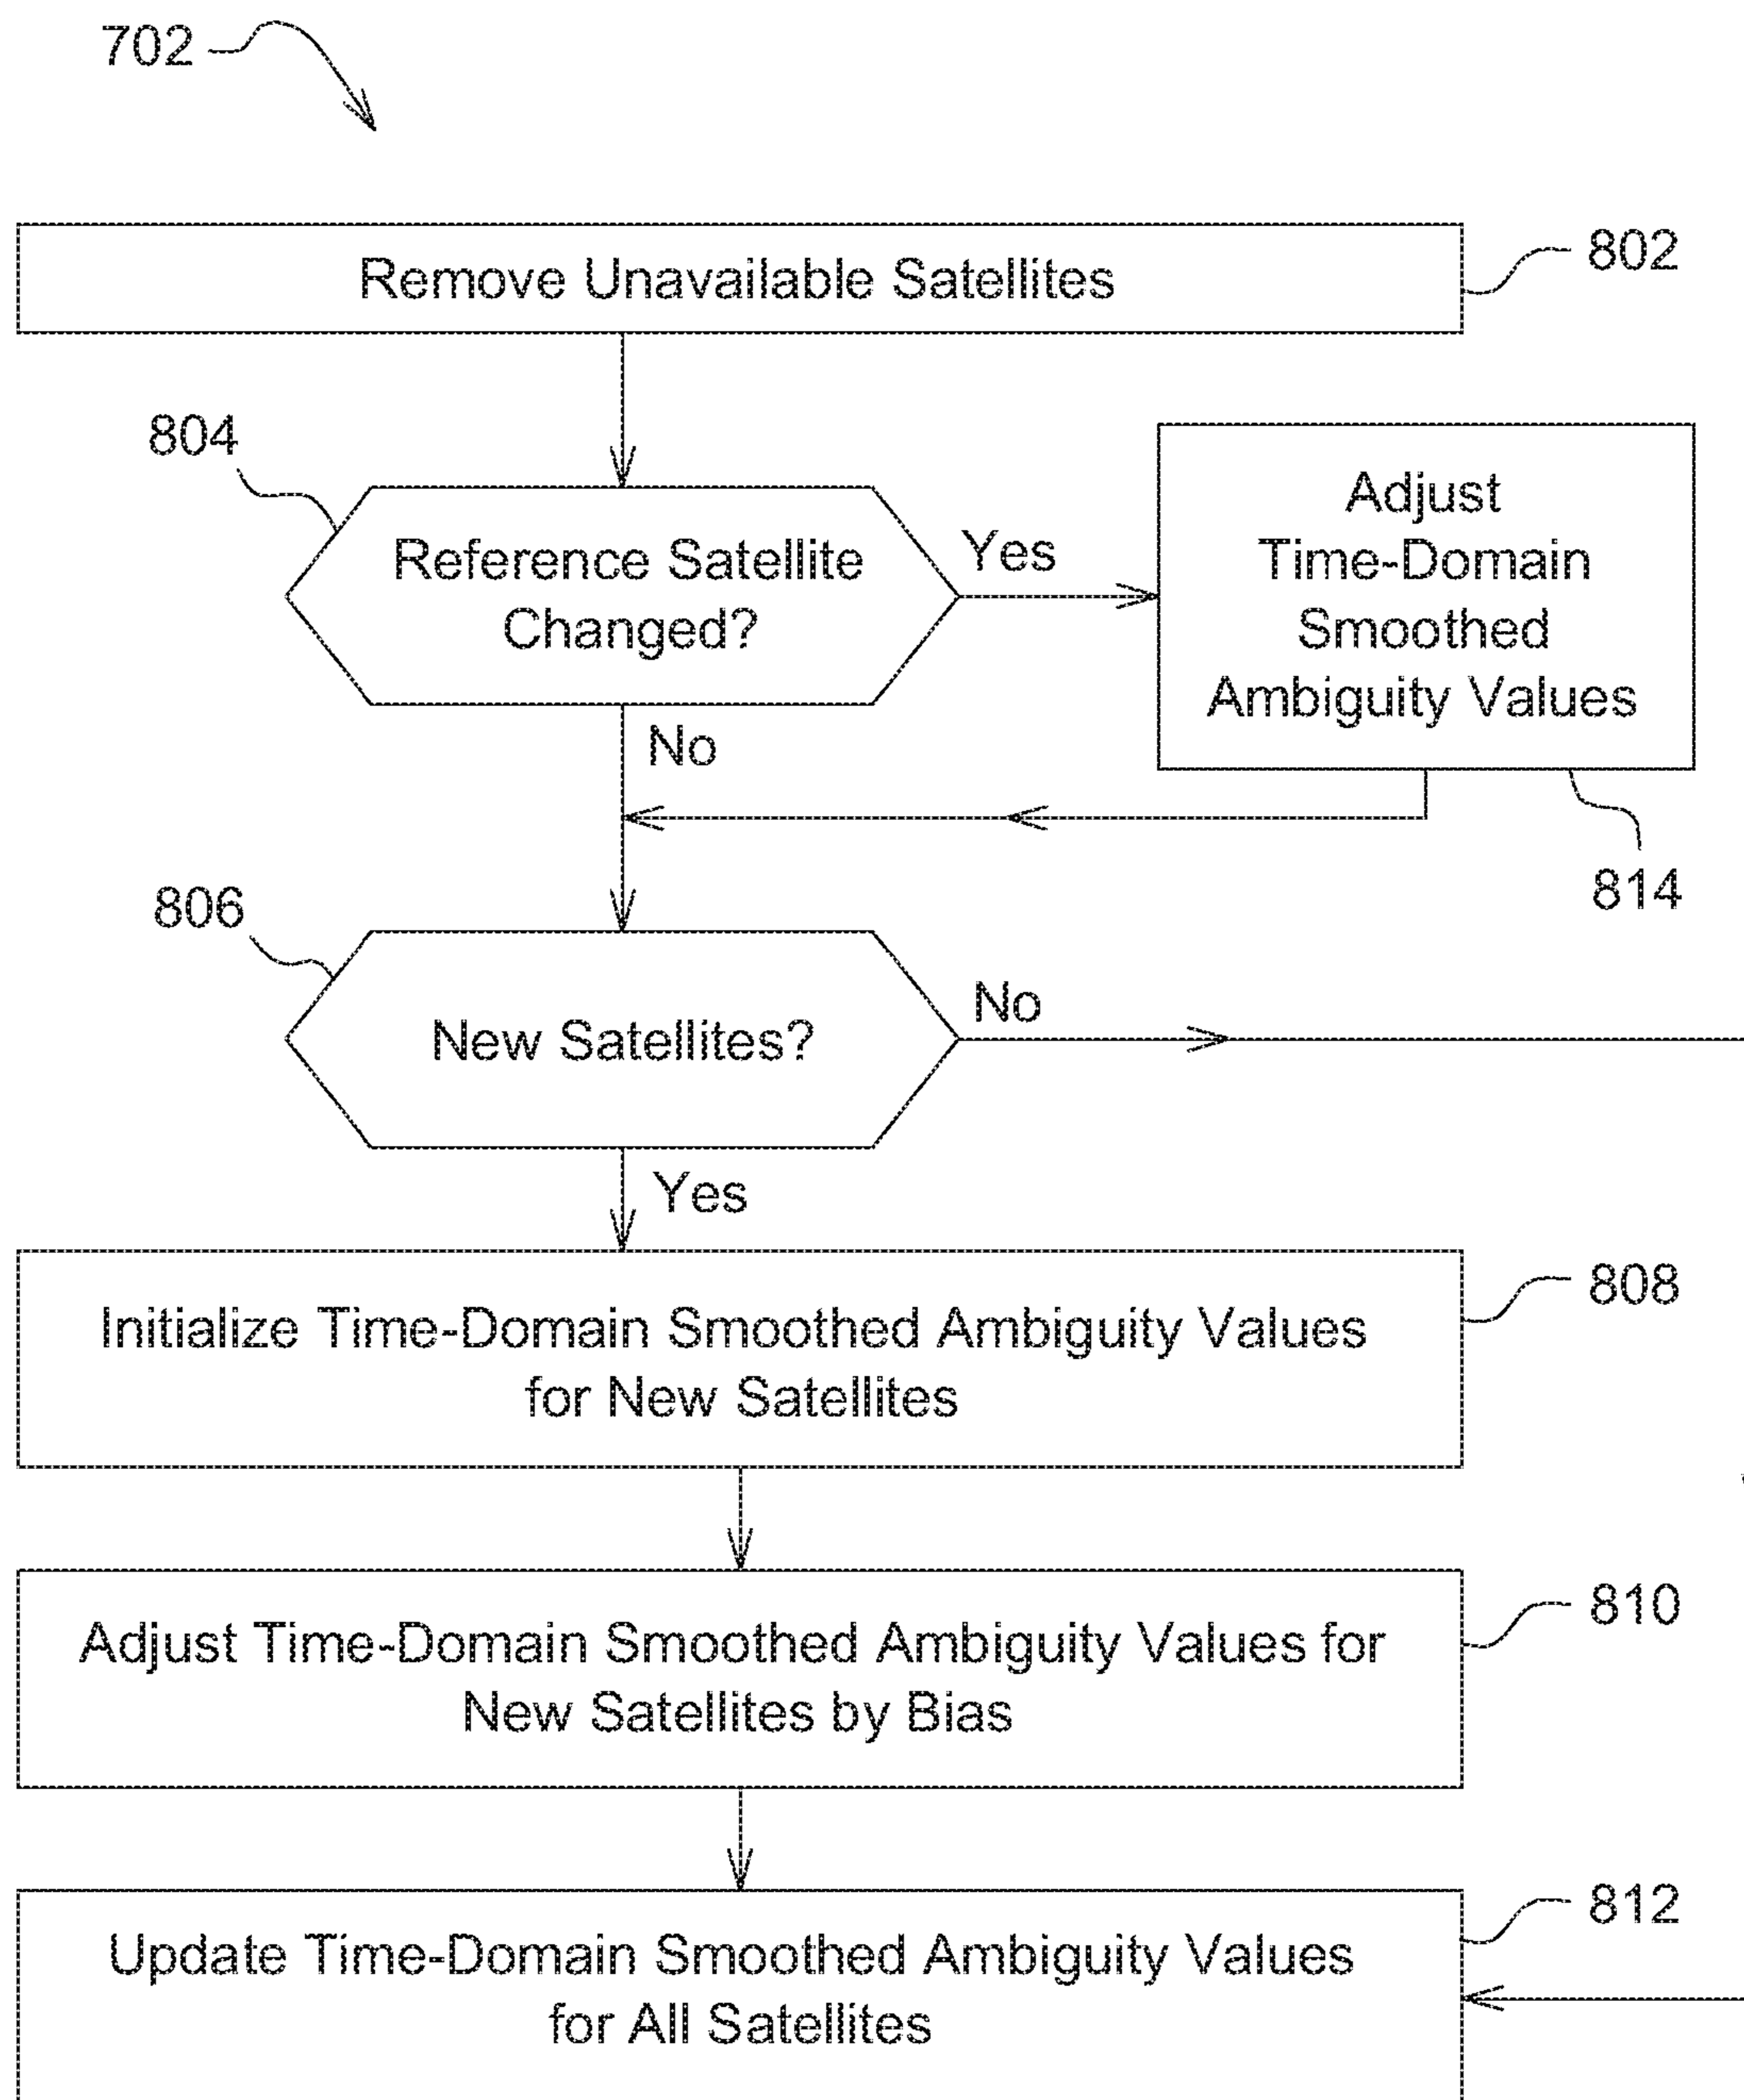 702
Remove Unavailable Satellites
802
804
Reference Satellite
Changed?
Yes
Adjust
Time-Domain
Smoothed
Ambiguity Values
No
814
806
New Satellites?
No
Yes
Initialize Time-Domain Smoothed Ambiguity Values
for New Satellites
808
Adjust Time-Domain Smoothed Ambiguity Values for
New Satellites by Bias
810
Update Time-Domain Smoothed Ambiguity Values
for All Satellites
812